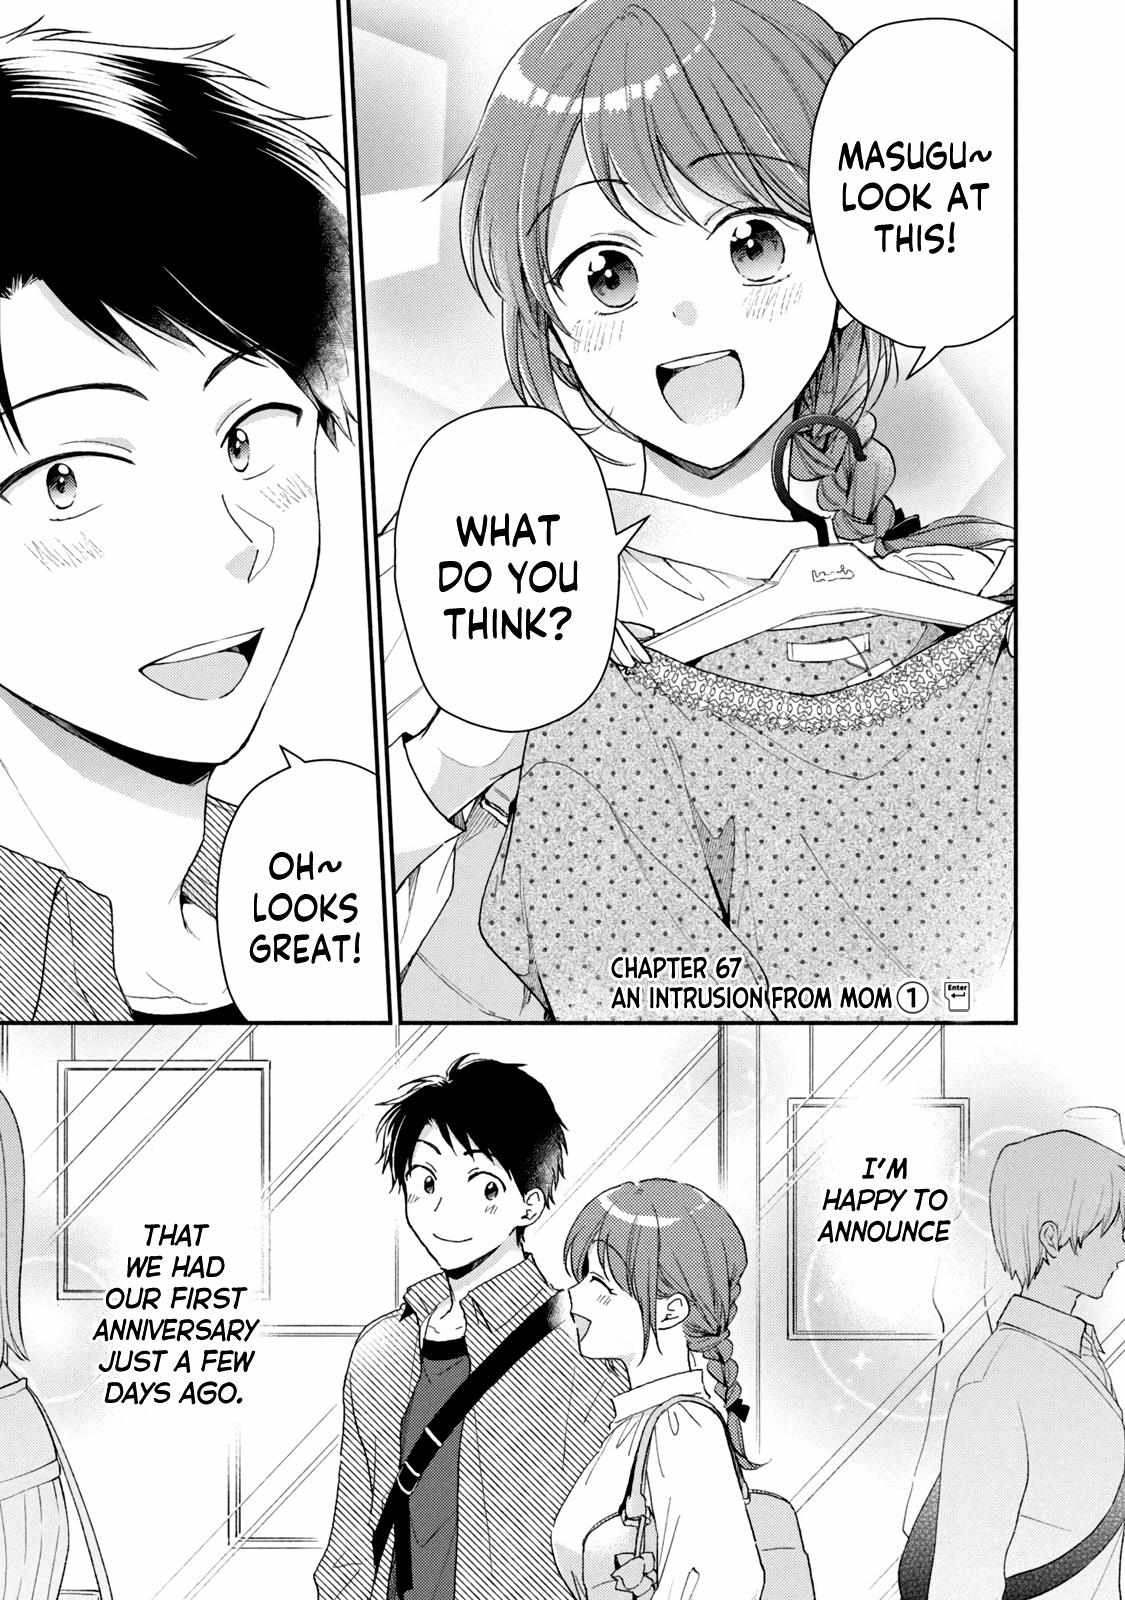 MASUGU~
LOOK AT
THIS!
WHAT
DO YOU
THINK?
OH~
LOOKS
GREAT!
CHAPTER 67
AN INTRUSION FROM MOM 1 Enter
I'M
HAPPY TO
ANNOUNCE
THAT
WE HAD
OUR FIRST
ANNIVERSARY
JUST A FEW
DAYS AGO.